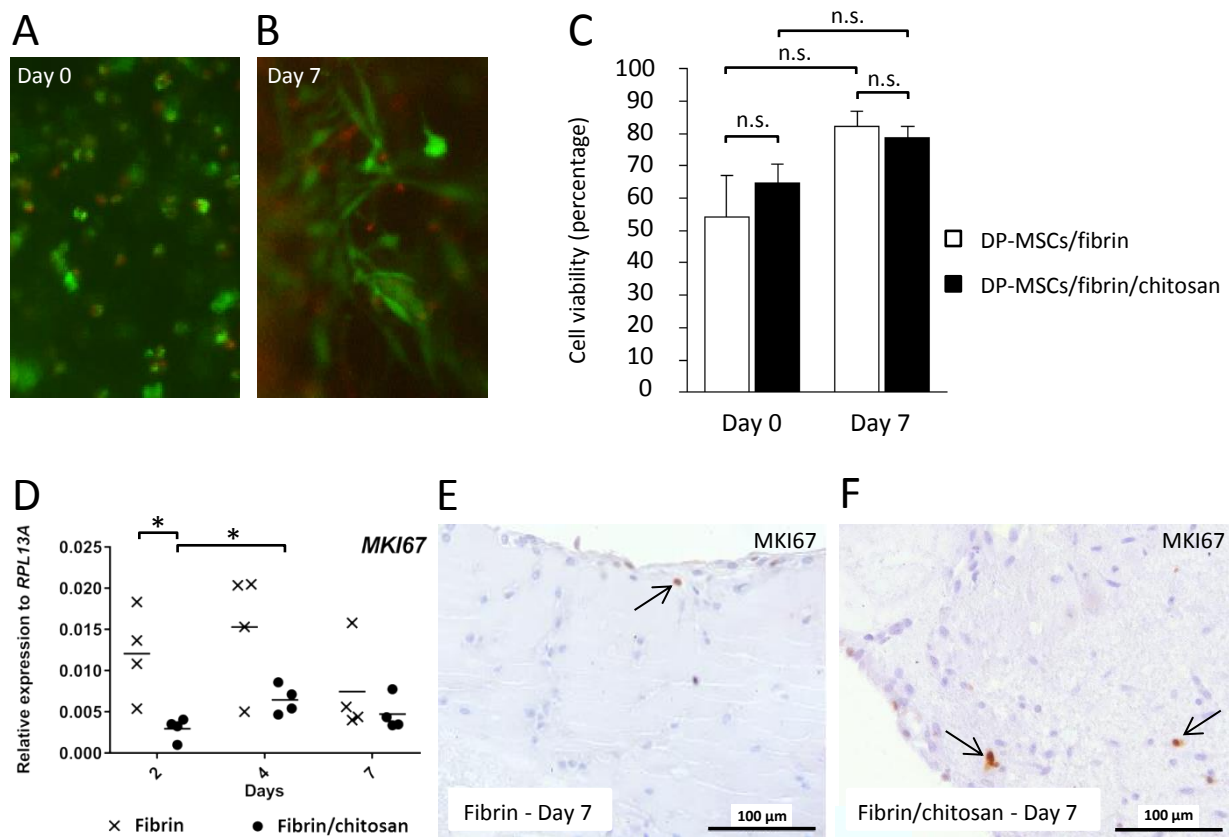 A
Day 0
B
Day 7
C
n.s.
n.s.
n.s.
n.s.
100
90
80
70
60
50
40
30
20
10
0
Cell viability (percentage)
Day 0
Day 7
DP-MSCs/fibrin
DP-MSCs/fibrin/chitosan
D
*
*
MKI67
0.025
0.020
0.015
0.010
0.005
0.000
Relative expression to RPL13A
2
4
7
Days
× Fibrin
● Fibrin/chitosan
E
MKI67
Fibrin - Day 7
100 µm
F
MKI67
Fibrin/chitosan - Day 7
100 µm